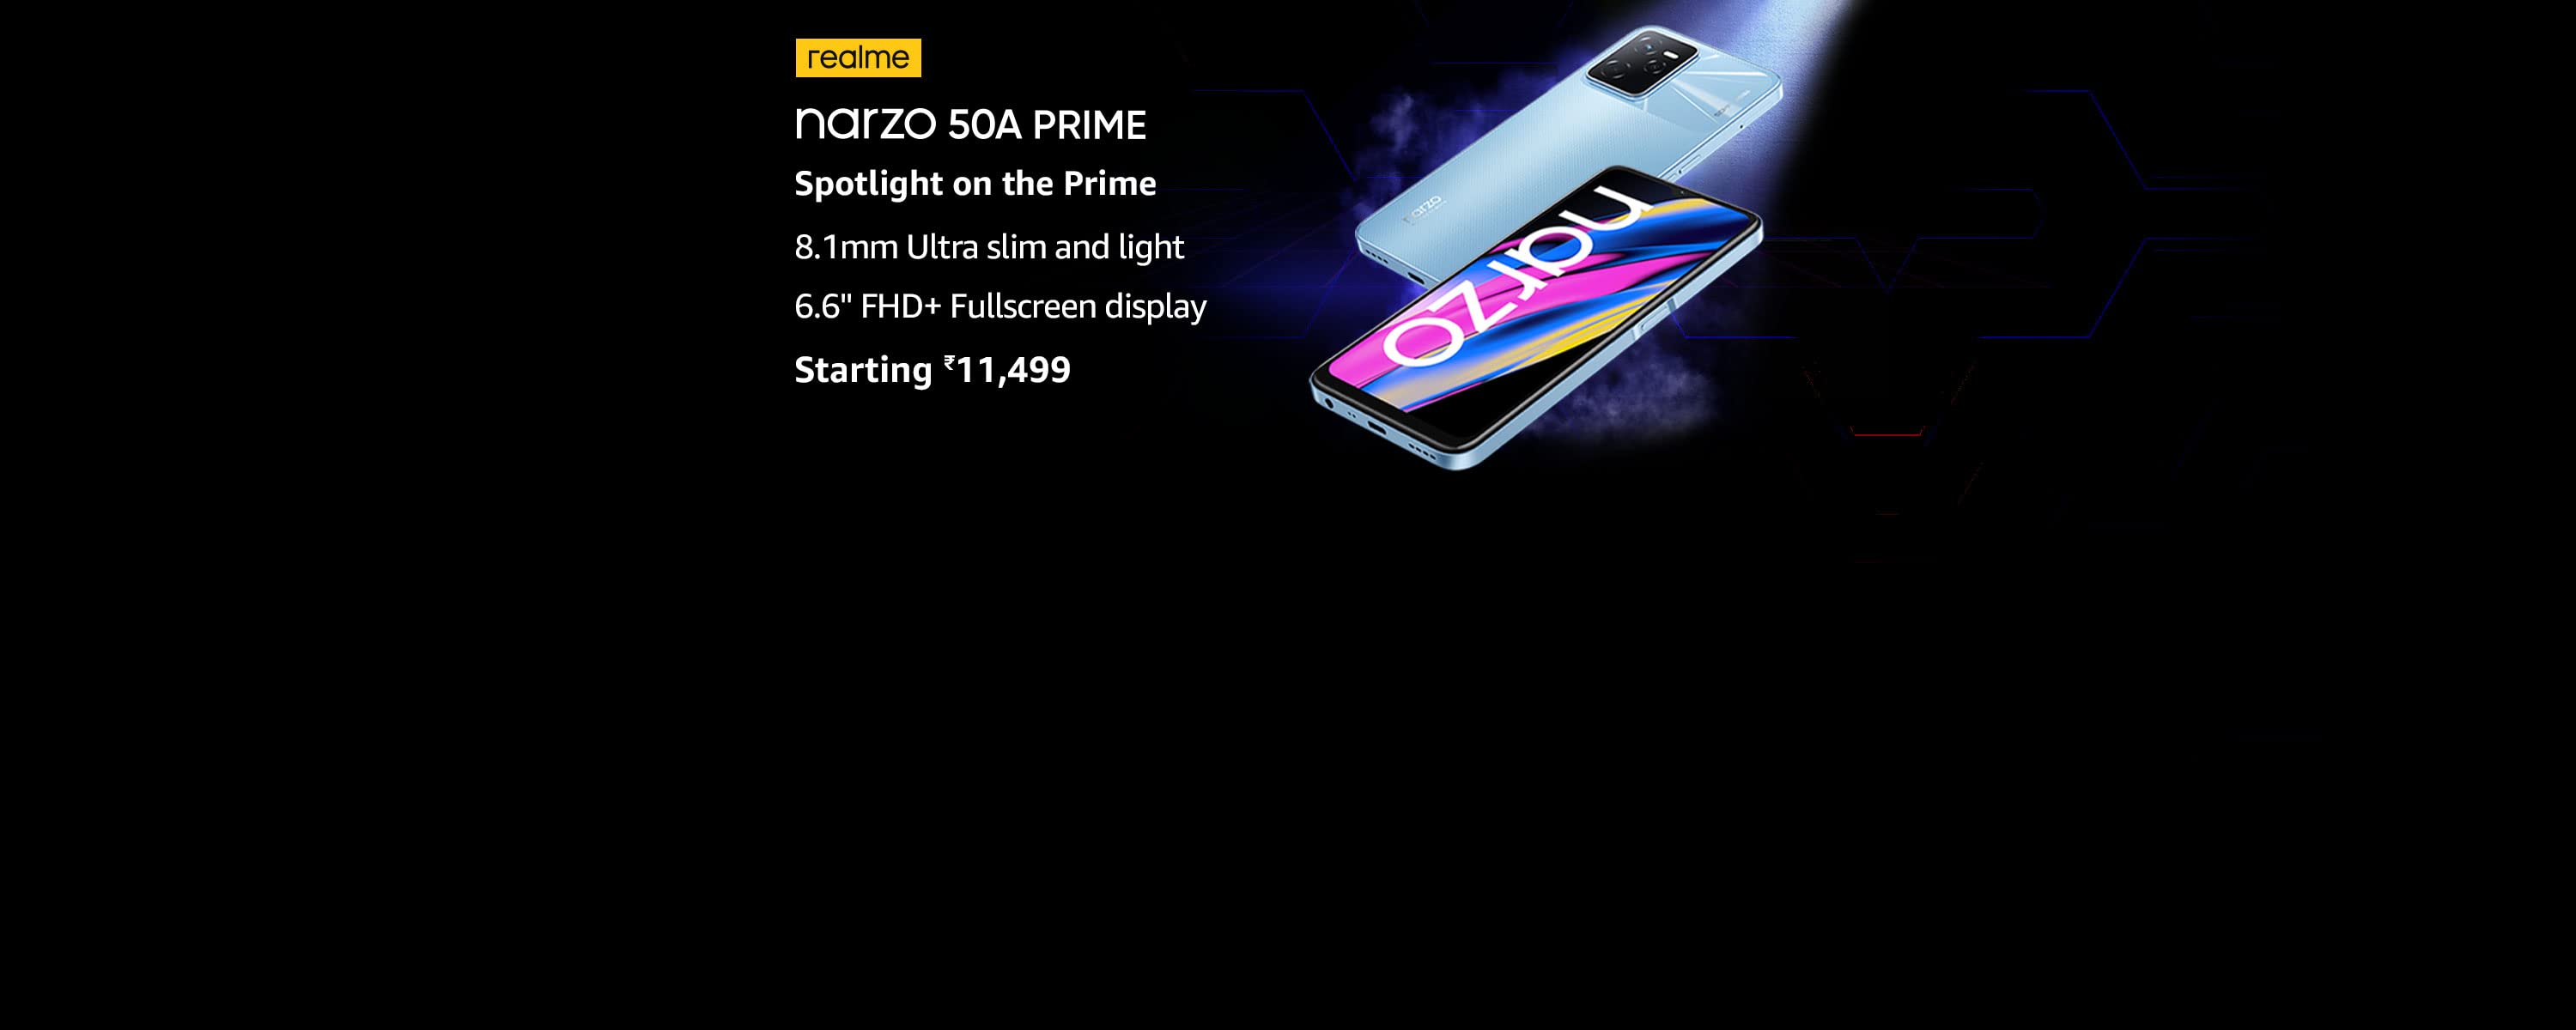 realme
narzo 50A PRIME
Spotlight on the Prime
8.1mm Ultra slim and light
6.6" FHD+ Fullscreen display
Starting ₹11,499
narzo
narzo